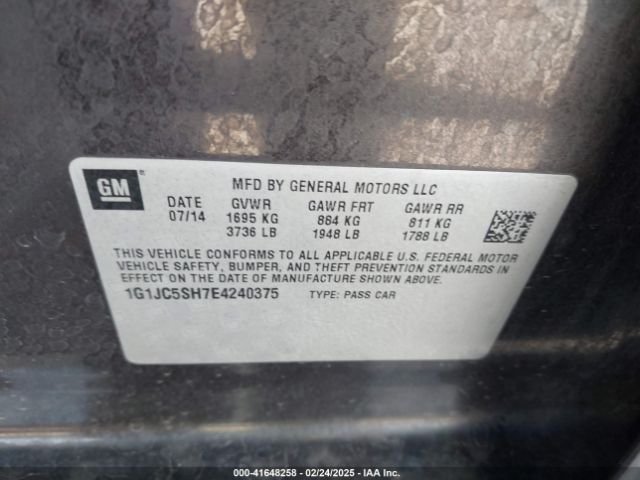 GM
MFD BY GENERAL MOTORS LLC
DATE GVWR GAWR FRT GAWR RR
07/14 1695 KG 884 KG 811 KG
3736 LB 1948 LB 1788 LB
THIS VEHICLE CONFORMS TO ALL APPLICABLE U.S. FEDERAL MOTOR
VEHICLE SAFETY, BUMPER, AND THEFT PREVENTION STANDARDS IN
EFFECT ON THE DATE OF MANUFACTURE SHOWN ABOVE.
1G1JC5SH7E4240375 TYPE: PASS CAR
000-41648258 - 02/24/2025 - IAA Inc.